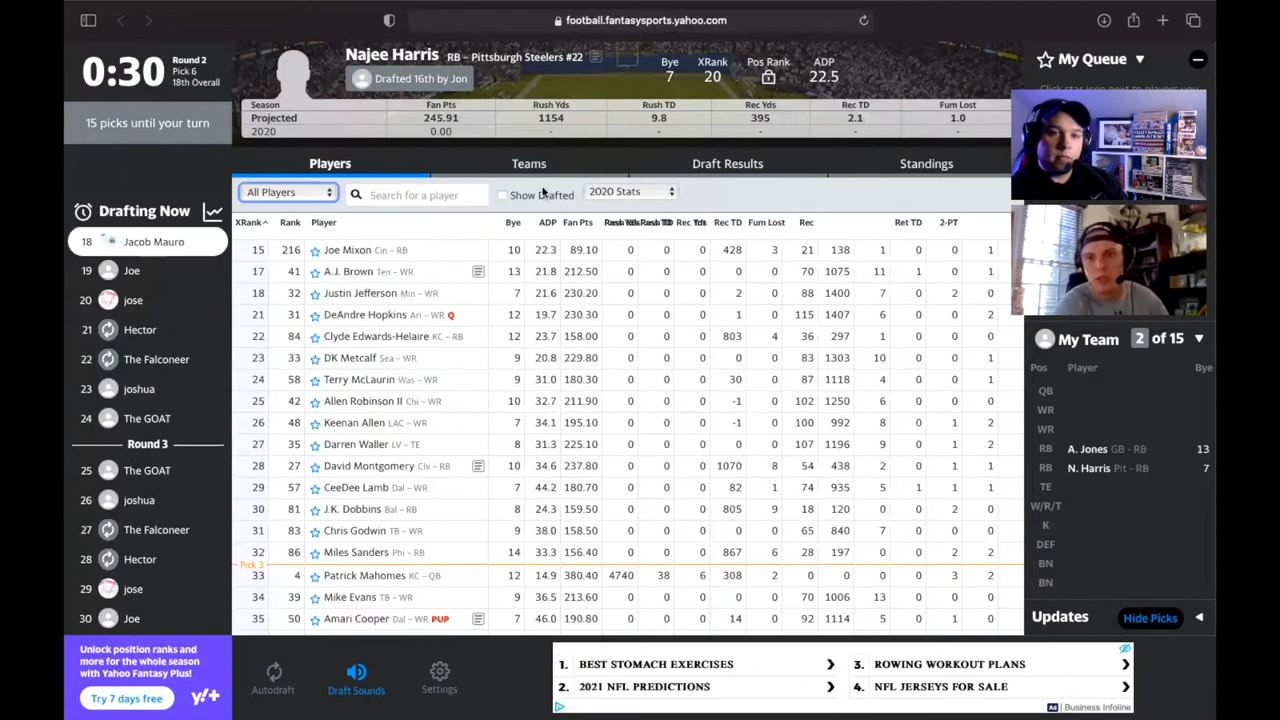 football.fantasysports.yahoo.com
0:30
Round 2
Pick 6
18th Overall
15 picks until your turn
Drafting Now
18 Jacob Mauro
19 Joe
20 jose
21 Hector
22 The Falconeer
23 joshua
24 The GOAT
Round 3
25 The GOAT
26 joshua
27 The Falconeer
28 Hector
29 jose
30 Joe
Unlock position ranks and
more for the whole season
with Yahoo Fantasy Plus!
Try 7 days free
y!+
Najee Harris RB – Pittsburgh Steelers #22
Drafted 16th by Jon
Bye XRank Pos Rank ADP
7 20 22.5
Season Fan Pts Rush Yds Rush TD Rec Yds Rec TD Fum Lost
Projected 245.91 1154 9.8 395 2.1 1.0
2020 0.00 - - - - -
Players Teams Draft Results Standings
All Players Search for a player Show Drafted 2020 Stats
XRank Rank Player Bye ADP Fan Pts Rush TD Rec TD Fum Lost Rec Ret TD 2-PT
15 216 Joe Mixon Cin – RB 10 22.3 89.10 0 0 0 428 3 21 138 1 0 1
17 41 A.J. Brown Ten – WR 13 21.8 212.50 0 0 0 0 0 70 1075 11 1 0 1
18 32 Justin Jefferson Min – WR 7 21.6 230.20 0 0 0 2 0 88 1400 7 0 2 0
21 31 DeAndre Hopkins Ari – WR Q 12 19.7 230.30 0 0 0 1 0 115 1407 6 0 0 2
22 84 Clyde Edwards-Helaire KC – RB 12 23.7 158.00 0 0 0 803 4 36 297 1 0 0 0
23 33 DK Metcalf Sea – WR 9 20.8 229.80 0 0 0 0 0 83 1303 10 0 0 1
24 58 Terry McLaurin Was – WR 9 31.0 180.30 0 0 0 30 0 87 1118 4 0 0 1
25 42 Allen Robinson II Chi – WR 10 32.7 211.90 0 0 0 -1 0 102 1250 6 0 0 0
26 48 Keenan Allen LAC – WR 7 34.1 195.10 0 0 0 -1 0 100 992 8 0 1 2
27 35 Darren Waller LV – TE 8 31.3 225.10 0 0 0 0 0 107 1196 9 0 1 2
28 27 David Montgomery Chi – RB 10 34.6 237.80 0 0 0 1070 8 54 438 2 0 1 1
29 57 CeeDee Lamb Dal – WR 7 44.2 180.70 0 0 0 82 1 74 935 5 1 1 1
30 81 J.K. Dobbins Bal – RB 8 24.3 159.50 0 0 0 805 9 18 120 0 0 2 0
31 83 Chris Godwin TB – WR 9 38.0 158.50 0 0 0 0 0 65 840 7 0 0 0
32 86 Miles Sanders Phi – RB 14 33.3 156.40 0 0 0 867 6 28 197 0 0 2 2
Pick 3
33 4 Patrick Mahomes KC – QB 12 14.9 380.40 4740 38 6 308 2 0 0 0 0 3 2
34 39 Mike Evans TB – WR 9 36.5 213.60 0 0 0 0 0 70 1006 13 0 0 0
35 50 Amari Cooper Dal – WR PUP 7 46.0 190.80 0 0 0 14 0 92 1114 5 0 1 0
My Queue
My Team 2 of 15
Pos Player Bye
QB
WR
WR
RB A. Jones GB – RB 13
RB N. Harris Pit – RB 7
TE
W/R/T
K
DEF
BN
BN
Updates Hide Picks
Autodraft Draft Sounds Settings
1. BEST STOMACH EXERCISES
2. 2021 NFL PREDICTIONS
3. ROWING WORKOUT PLANS
4. NFL JERSEYS FOR SALE
Ad | Business Infoline